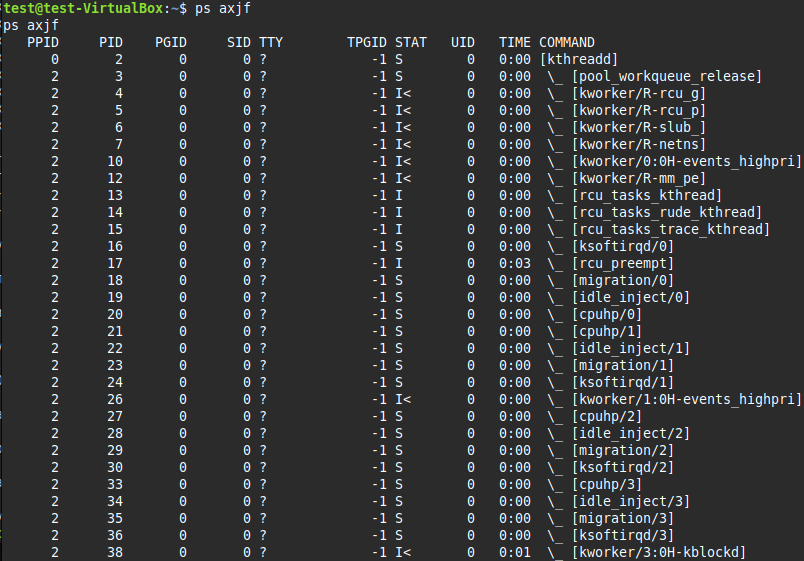 test@test-VirtualBox:~$ ps axjf
ps axjf
   PPID     PID    PGID     SID TTY        TPGID STAT   UID   TIME COMMAND
      0       2       0       0 ?             -1 S        0   0:00 [kthreadd]
      2       3       0       0 ?             -1 S        0   0:00  \_ [pool_workqueue_release]
      2       4       0       0 ?             -1 I<       0   0:00  \_ [kworker/R-rcu_g]
      2       5       0       0 ?             -1 I<       0   0:00  \_ [kworker/R-rcu_p]
      2       6       0       0 ?             -1 I<       0   0:00  \_ [kworker/R-slub_]
      2       7       0       0 ?             -1 I<       0   0:00  \_ [kworker/R-netns]
      2      10       0       0 ?             -1 I<       0   0:00  \_ [kworker/0:0H-events_highpri]
      2      12       0       0 ?             -1 I<       0   0:00  \_ [kworker/R-mm_pe]
      2      13       0       0 ?             -1 I        0   0:00  \_ [rcu_tasks_kthread]
      2      14       0       0 ?             -1 I        0   0:00  \_ [rcu_tasks_rude_kthread]
      2      15       0       0 ?             -1 I        0   0:00  \_ [rcu_tasks_trace_kthread]
      2      16       0       0 ?             -1 S        0   0:00  \_ [ksoftirqd/0]
      2      17       0       0 ?             -1 I        0   0:03  \_ [rcu_preempt]
      2      18       0       0 ?             -1 S        0   0:00  \_ [migration/0]
      2      19       0       0 ?             -1 S        0   0:00  \_ [idle_inject/0]
      2      20       0       0 ?             -1 S        0   0:00  \_ [cpuhp/0]
      2      21       0       0 ?             -1 S        0   0:00  \_ [cpuhp/1]
      2      22       0       0 ?             -1 S        0   0:00  \_ [idle_inject/1]
      2      23       0       0 ?             -1 S        0   0:00  \_ [migration/1]
      2      24       0       0 ?             -1 S        0   0:00  \_ [ksoftirqd/1]
      2      26       0       0 ?             -1 I<       0   0:00  \_ [kworker/1:0H-events_highpri]
      2      27       0       0 ?             -1 S        0   0:00  \_ [cpuhp/2]
      2      28       0       0 ?             -1 S        0   0:00  \_ [idle_inject/2]
      2      29       0       0 ?             -1 S        0   0:00  \_ [migration/2]
      2      30       0       0 ?             -1 S        0   0:00  \_ [ksoftirqd/2]
      2      33       0       0 ?             -1 S        0   0:00  \_ [cpuhp/3]
      2      34       0       0 ?             -1 S        0   0:00  \_ [idle_inject/3]
      2      35       0       0 ?             -1 S        0   0:00  \_ [migration/3]
      2      36       0       0 ?             -1 S        0   0:00  \_ [ksoftirqd/3]
      2      38       0       0 ?             -1 I<       0   0:01  \_ [kworker/3:0H-kblockd]